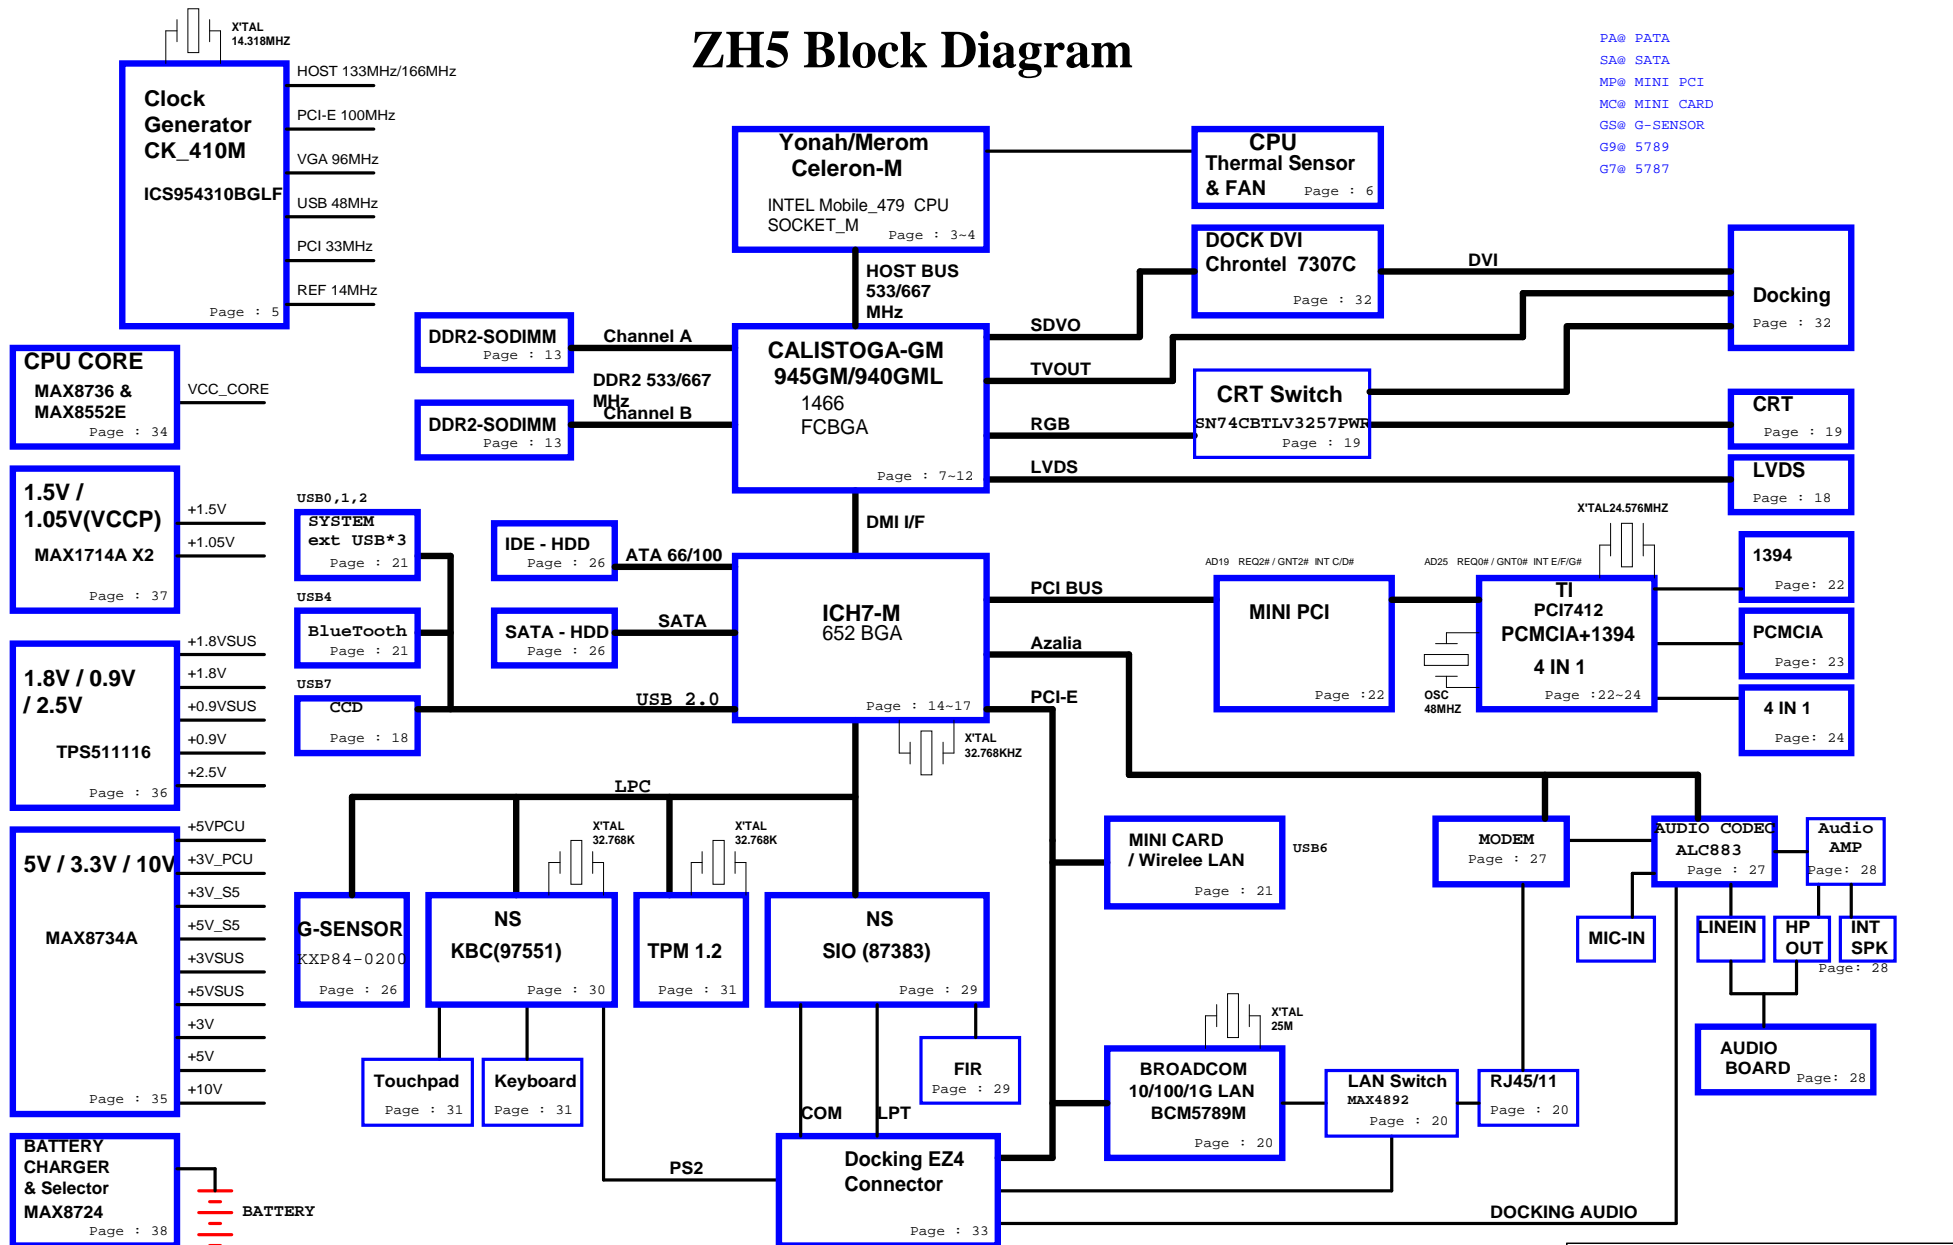 ZH5 Block Diagram
X'TAL
14.318MHZ
Clock
Generator
CK_410M
ICS954310BGLF
Page : 5
HOST 133MHz/166MHz
PCI-E 100MHz
VGA 96MHz
USB 48MHz
PCI 33MHz
REF 14MHz
PA@ PATA
SA@ SATA
MP@ MINI PCI
MC@ MINI CARD
GS@ G-SENSOR
G9@ 5789
G7@ 5787
Yonah/Merom
Celeron-M
INTEL Mobile_479 CPU
SOCKET_M
Page : 3~4
CPU
Thermal Sensor
& FAN
Page : 6
HOST BUS
533/667
MHz
DOCK DVI
Chrontel 7307C
Page : 32
DVI
Docking
Page : 32
CPU CORE
MAX8736 &
MAX8552E
Page : 34
VCC_CORE
DDR2-SODIMM
Page : 13
Channel A
DDR2 533/667
MHz
Channel B
DDR2-SODIMM
Page : 13
CALISTOGA-GM
945GM/940GML
1466
FCBGA
Page : 7~12
SDVO
TVOUT
RGB
LVDS
CRT Switch
SN74CBTLV3257PWR
Page : 19
CRT
Page : 19
LVDS
Page : 18
1.5V /
1.05V(VCCP)
MAX1714A X2
Page : 37
+1.5V
+1.05V
USB0,1,2
SYSTEM
ext USB*3
Page : 21
USB4
BlueTooth
Page : 21
USB7
CCD
Page : 18
DMI I/F
IDE - HDD
Page : 26
ATA 66/100
SATA - HDD
Page : 26
SATA
USB 2.0
ICH7-M
652 BGA
Page : 14~17
X'TAL
32.768KHZ
PCI BUS
Azalia
PCI-E
AD19 REQ2# / GNT2# INT C/D#
MINI PCI
Page :22
AD25 REQ0# / GNT0# INT E/F/G#
X'TAL24.576MHZ
OSC
48MHZ
TI
PCI7412
PCMCIA+1394
4 IN 1
Page :22~24
1394
Page: 22
PCMCIA
Page: 23
4 IN 1
Page: 24
1.8V / 0.9V
/ 2.5V
TPS511116
Page : 36
+1.8VSUS
+1.8V
+0.9VSUS
+0.9V
+2.5V
5V / 3.3V / 10V
MAX8734A
Page : 35
+5VPCU
+3V_PCU
+3V_S5
+5V_S5
+3VSUS
+5VSUS
+3V
+5V
+10V
LPC
X'TAL
32.768K
X'TAL
32.768K
G-SENSOR
KXP84-0200
Page : 26
NS
KBC(97551)
Page : 30
TPM 1.2
Page : 31
NS
SIO (87383)
Page : 29
MINI CARD
/ Wirelee LAN
Page : 21
USB6
MODEM
Page : 27
AUDIO CODEC
ALC883
Page : 27
Audio
AMP
Page: 28
MIC-IN
LINEIN
HP
OUT
INT
SPK
Page: 28
AUDIO
BOARD
Page: 28
Touchpad
Page : 31
Keyboard
Page : 31
FIR
Page : 29
COM
LPT
PS2
X'TAL
25M
BROADCOM
10/100/1G LAN
BCM5789M
Page : 20
LAN Switch
MAX4892
Page : 20
RJ45/11
Page : 20
Docking EZ4
Connector
Page : 33
DOCKING AUDIO
BATTERY
CHARGER
& Selector
MAX8724
Page : 38
BATTERY